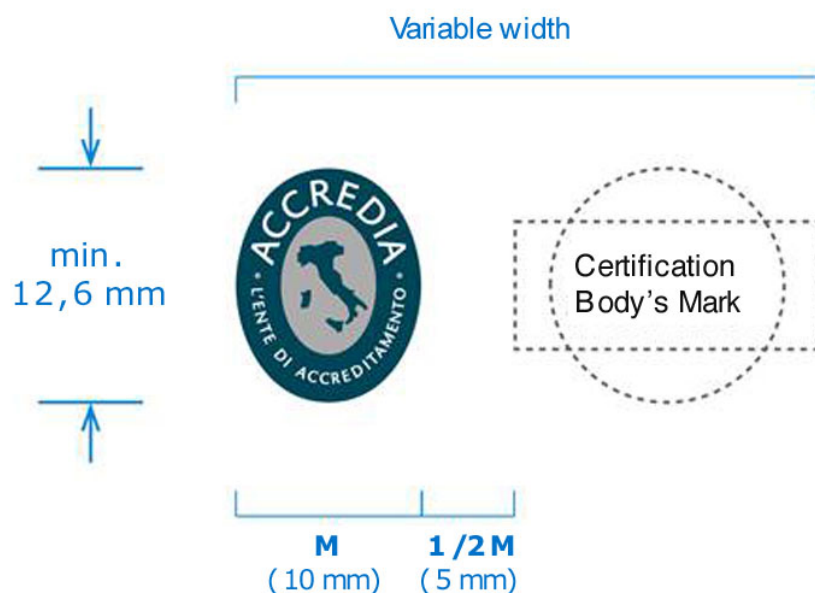 Variable width
min.
12,6 mm
ACCREDIA
· L'ENTE DI ACCREDITAMENTO ·
Certification
Body's Mark
M
1 /2 M
( 10 mm)
( 5 mm)